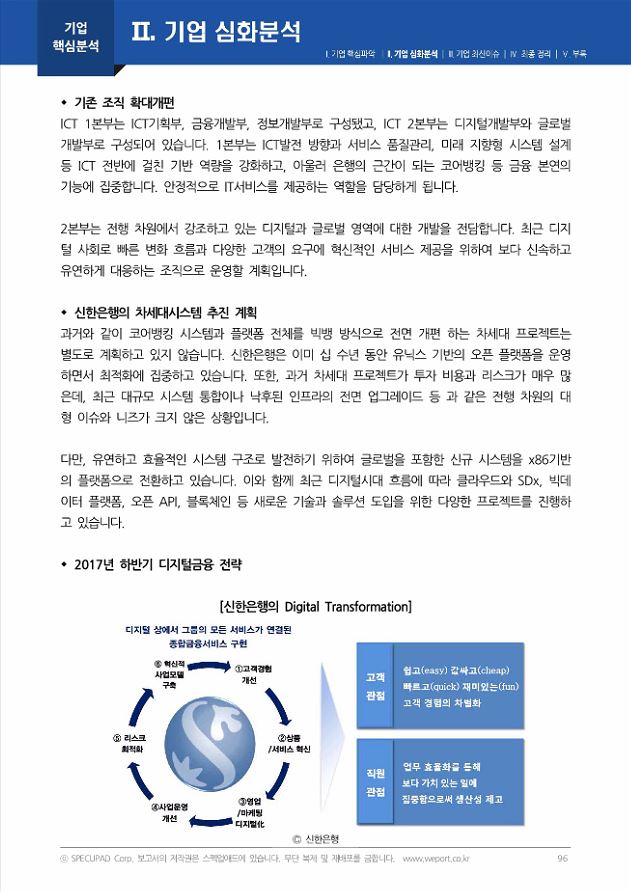 기업
핵심분석
Ⅱ. 기업 심화분석
Ⅰ. 기업 핵심파악 | Ⅱ. 기업 심화분석 | Ⅲ. 기업 최신이슈 | Ⅳ. 최종 정리 | Ⅴ. 부록
◆ 기존 조직 확대개편
ICT 1본부는 ICT기획부, 금융개발부, 정보개발부로 구성됐고, ICT 2본부는 디지털개발부와 글로벌
개발부로 구성되어 있습니다. 1본부는 ICT발전 방향과 서비스 품질관리, 미래 지향형 시스템 설계
등 ICT 전반에 걸친 기반 역량을 강화하고, 아울러 은행의 근간이 되는 코어뱅킹 등 금융 본연의
기능에 집중합니다. 안정적으로 IT서비스를 제공하는 역할을 담당하게 됩니다.
2본부는 전행 차원에서 강조하고 있는 디지털과 글로벌 영역에 대한 개발을 전담합니다. 최근 디지
털 사회로 빠른 변화 흐름과 다양한 고객의 요구에 혁신적인 서비스 제공을 위하여 보다 신속하고
유연하게 대응하는 조직으로 운영할 계획입니다.
◆ 신한은행의 차세대시스템 추진 계획
과거와 같이 코어뱅킹 시스템과 플랫폼 전체를 빅뱅 방식으로 전면 개편 하는 차세대 프로젝트는
별도로 계획하고 있지 않습니다. 신한은행은 이미 십 수년 동안 유닉스 기반의 오픈 플랫폼을 운영
하면서 최적화에 집중하고 있습니다. 또한, 과거 차세대 프로젝트가 투자 비용과 리스크가 매우 많
은데, 최근 대규모 시스템 통합이나 낙후된 인프라의 전면 업그레이드 등 과 같은 전행 차원의 대
형 이슈와 니즈가 크지 않은 상황입니다.
다만, 유연하고 효율적인 시스템 구조로 발전하기 위하여 글로벌을 포함한 신규 시스템을 x86기반
의 플랫폼으로 전환하고 있습니다. 이와 함께 최근 디지털시대 흐름에 따라 클라우드와 SDx, 빅데
이터 플랫폼, 오픈 API, 블록체인 등 새로운 기술과 솔루션 도입을 위한 다양한 프로젝트를 진행하
고 있습니다.
◆ 2017년 하반기 디지털금융 전략
[신한은행의 Digital Transformation]
디지털 상에서 그룹의 모든 서비스가 연결된
종합금융서비스 구현
⑥ 혁신적
사업모델
구축
①고객경험
개선
②상품
/서비스 혁신
③영업
/마케팅
디지털화
④사업운영
개선
⑤ 리스크
최적화
고객
관점
쉽고(easy) 값싸고(cheap)
빠르고(quick) 재미있는(fun)
고객 경험의 차별화
직원
관점
업무 효율화를 통해
보다 가치 있는 일에
집중함으로써 생산성 제고
© 신한은행
ⓒ SPECUPAD Corp. 보고서의 저작권은 스펙업애드에 있습니다. 무단 복제 및 재배포를 금합니다. www.weport.co.kr
96